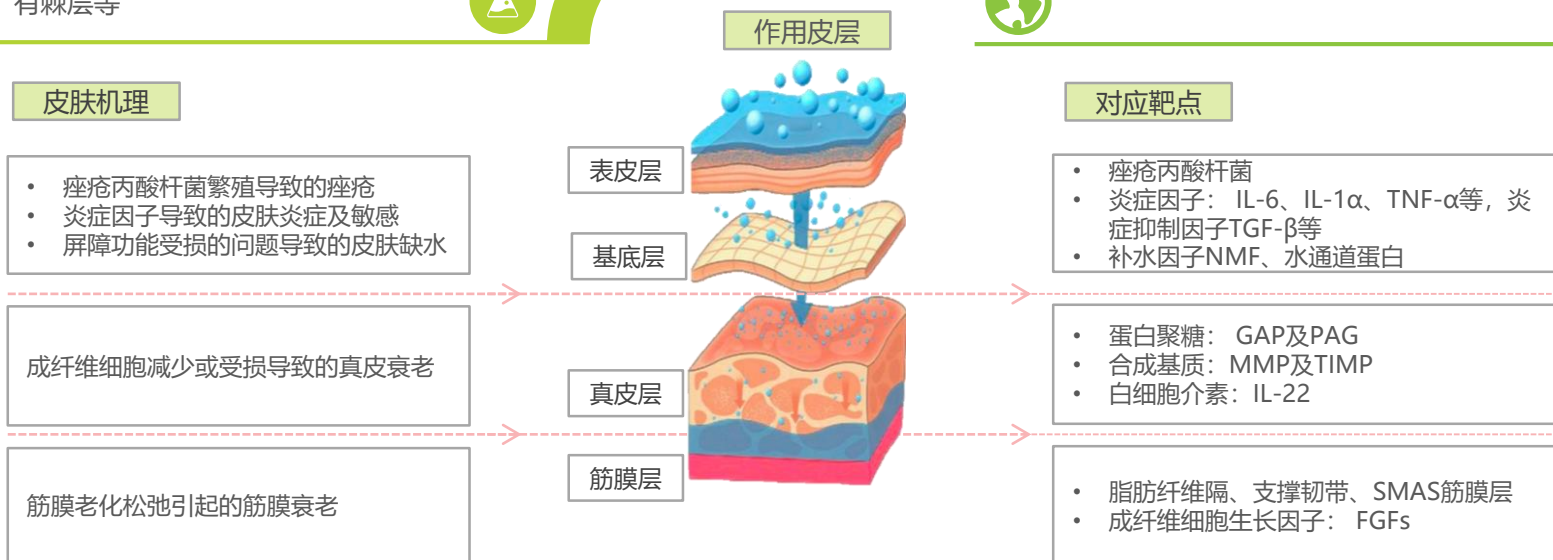 有棘层等
作用皮层
皮肤机理
对应靶点
表皮层
• 痤疮丙酸杆菌繁殖导致的痤疮
• 炎症因子导致的皮肤炎症及敏感
• 屏障功能受损的问题导致的皮肤缺水
• 痤疮丙酸杆菌
• 炎症因子： IL-6、IL-1α、TNF-α等，炎
症抑制因子TGF-β等
• 补水因子NMF、水通道蛋白
基底层
成纤维细胞减少或受损导致的真皮衰老
真皮层
• 蛋白聚糖： GAP及PAG
• 合成基质：MMP及TIMP
• 白细胞介素：IL-22
筋膜老化松弛引起的筋膜衰老
筋膜层
• 脂肪纤维隔、支撑韧带、SMAS筋膜层
• 成纤维细胞生长因子： FGFs